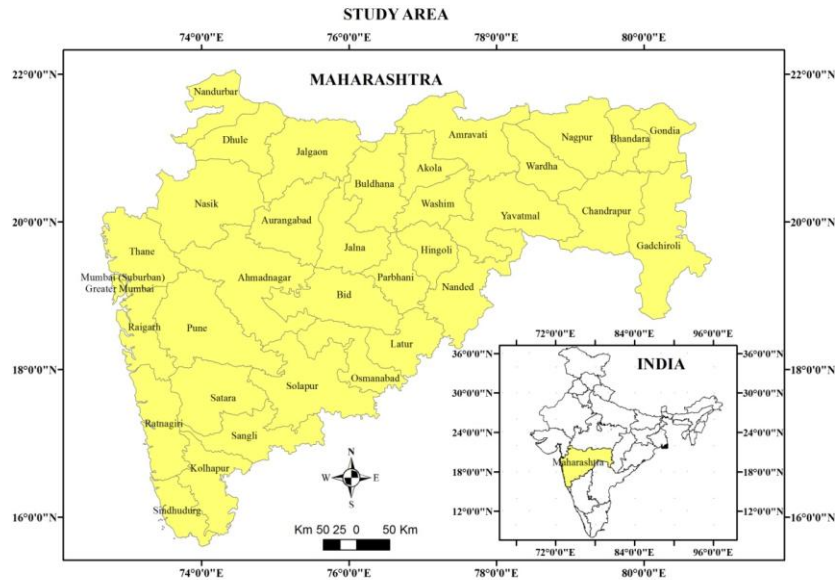 STUDY AREA
74°0'0"E 76°0'0"E 78°0'0"E 80°0'0"E
22°0'0"N 22°0'0"N
MAHARASHTRA
Nandurbar
Dhule
Jalgaon
Amravati
Nagpur
Bhandara
Gondia
Buldhana
Akola
Wardha
Nasik
Washim
Aurangabad
Yavatmal
Chandrapur
20°0'0"N 20°0'0"N
Thane
Jalna
Hingoli
Gadchiroli
Mumbai (Suburban)
Greater Mumbai
Ahmadnagar
Parbhani
Bid
Nanded
Raigarh
Pune
Latur
18°0'0"N 18°0'0"N
Osmanabad
Solapur
Satara
Ratnagiri
Sangli
Kolhapur
Sindhudurg
16°0'0"N 16°0'0"N
N
W E
S
Km 50 25 0 50 Km
74°0'0"E 76°0'0"E 78°0'0"E 80°0'0"E
72°0'0"E 84°0'0"E 96°0'0"E
36°0'0"N 36°0'0"N
INDIA
30°0'0"N 30°0'0"N
24°0'0"N 24°0'0"N
Maharashtra
18°0'0"N 18°0'0"N
12°0'0"N 12°0'0"N
72°0'0"E 84°0'0"E 96°0'0"E